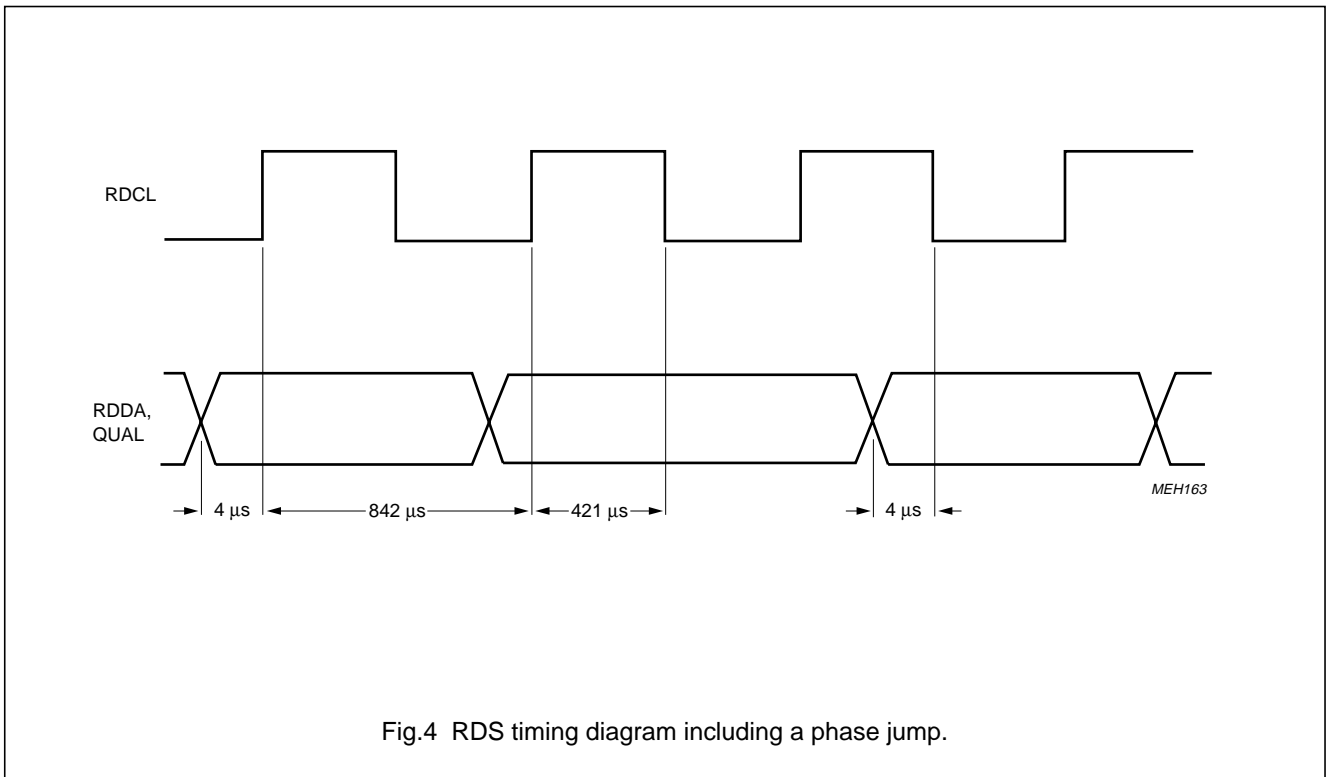 RDCL
RDDA,
QUAL
MEH163
4 μs
842 μs
421 μs
4 μs
Fig.4 RDS timing diagram including a phase jump.